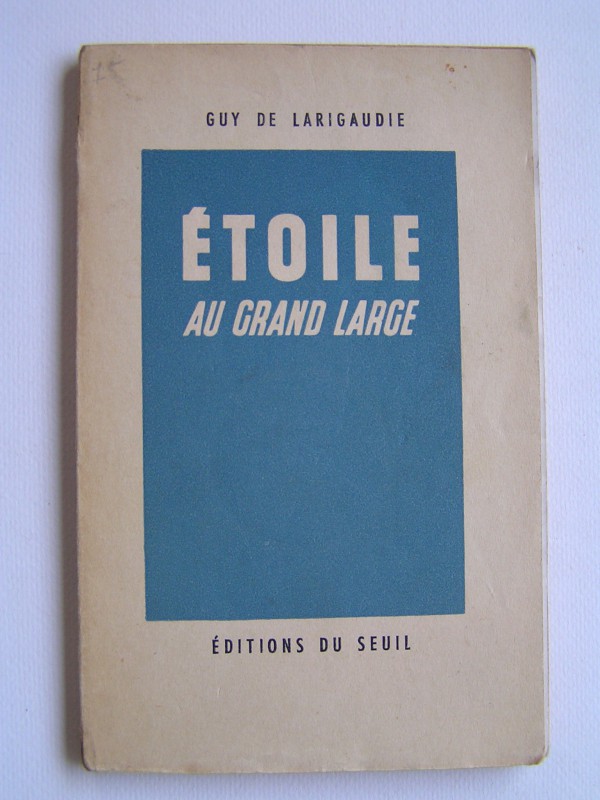 GUY DE LARIGAUDIE
ÉTOILE
AU GRAND LARGE
ÉDITIONS DU SEUIL